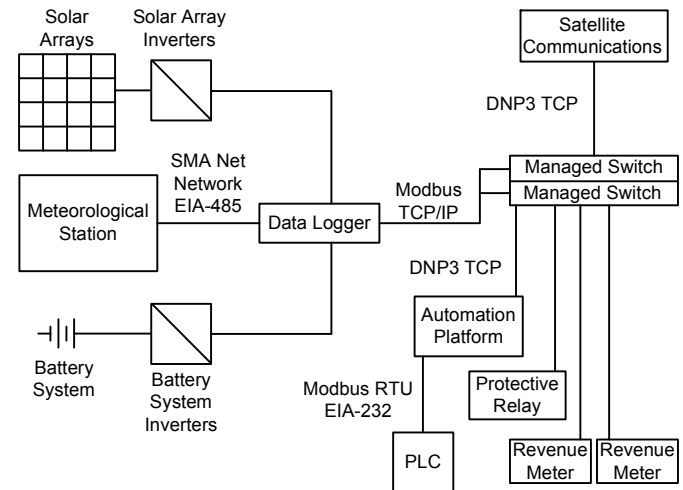 Solar
Arrays
Solar Array
Inverters
Satellite
Communications
DNP3 TCP
SMA Net
Network
EIA-485
Managed Switch
Managed Switch
Meteorological
Station
Data Logger
Modbus
TCP/IP
DNP3 TCP
Automation
Platform
Battery
System
Battery
System
Inverters
Modbus RTU
EIA-232
Protective
Relay
PLC
Revenue
Meter
Revenue
Meter